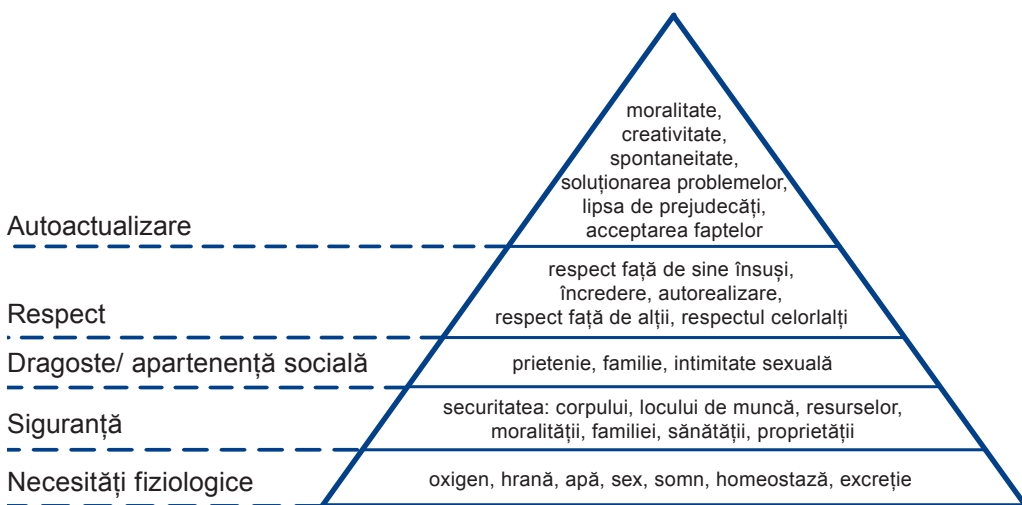 moralitate,
creativitate,
spontaneitate,
soluționarea problemelor,
lipsa de prejudecăți,
acceptarea faptelor
Autoactualizare
respect față de sine însuși,
încredere, autorealizare,
respect față de alții, respectul celorlalți
Respect
Dragoste/ apartenență socială
prietenie, familie, intimitate sexuală
securitatea: corpului, locului de muncă, resurselor,
moralității, familiei, sănătății, proprietății
Siguranță
Necesități fiziologice
oxigen, hrană, apă, sex, somn, homeostază, excreție